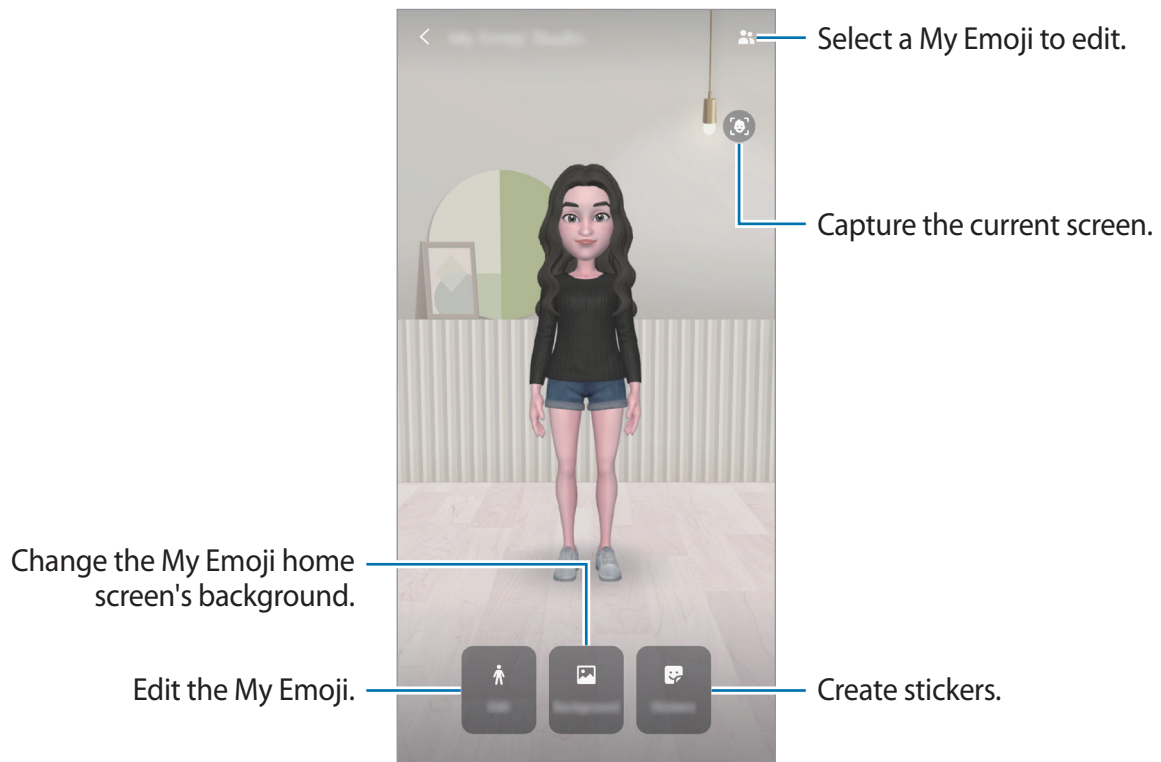 Select a My Emoji to edit.
Capture the current screen.
Change the My Emoji home
screen's background.
Edit the My Emoji.
Create stickers.